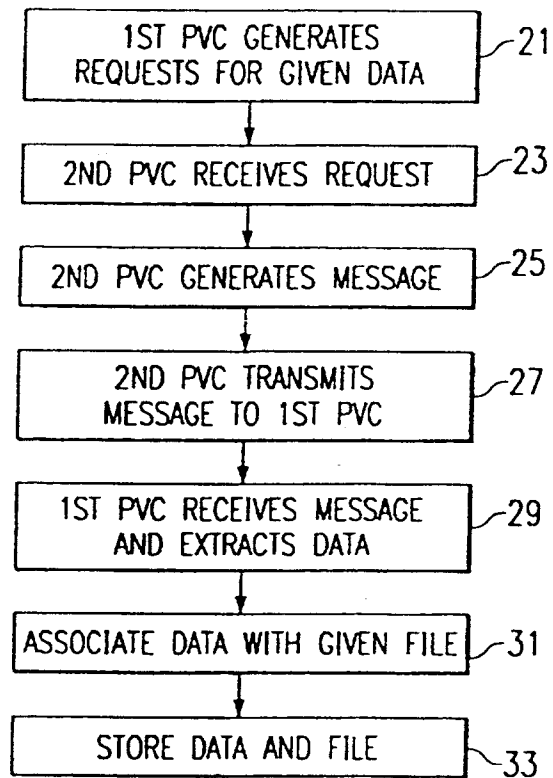 1ST PVC GENERATES
REQUESTS FOR GIVEN DATA
21
2ND PVC RECEIVES REQUEST
23
2ND PVC GENERATES MESSAGE
25
2ND PVC TRANSMITS
MESSAGE TO 1ST PVC
27
1ST PVC RECEIVES MESSAGE
AND EXTRACTS DATA
29
ASSOCIATE DATA WITH GIVEN FILE
31
STORE DATA AND FILE
33